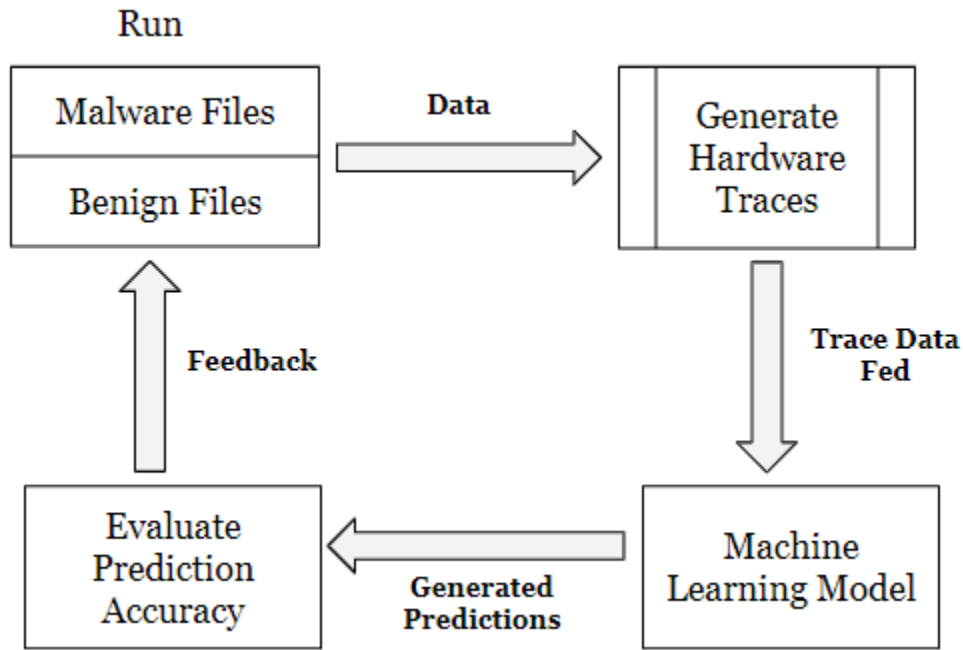 Run
Malware Files
Benign Files
Data
Generate
Hardware
Traces
Feedback
Trace Data
Fed
Evaluate
Prediction
Accuracy
Generated
Predictions
Machine
Learning Model